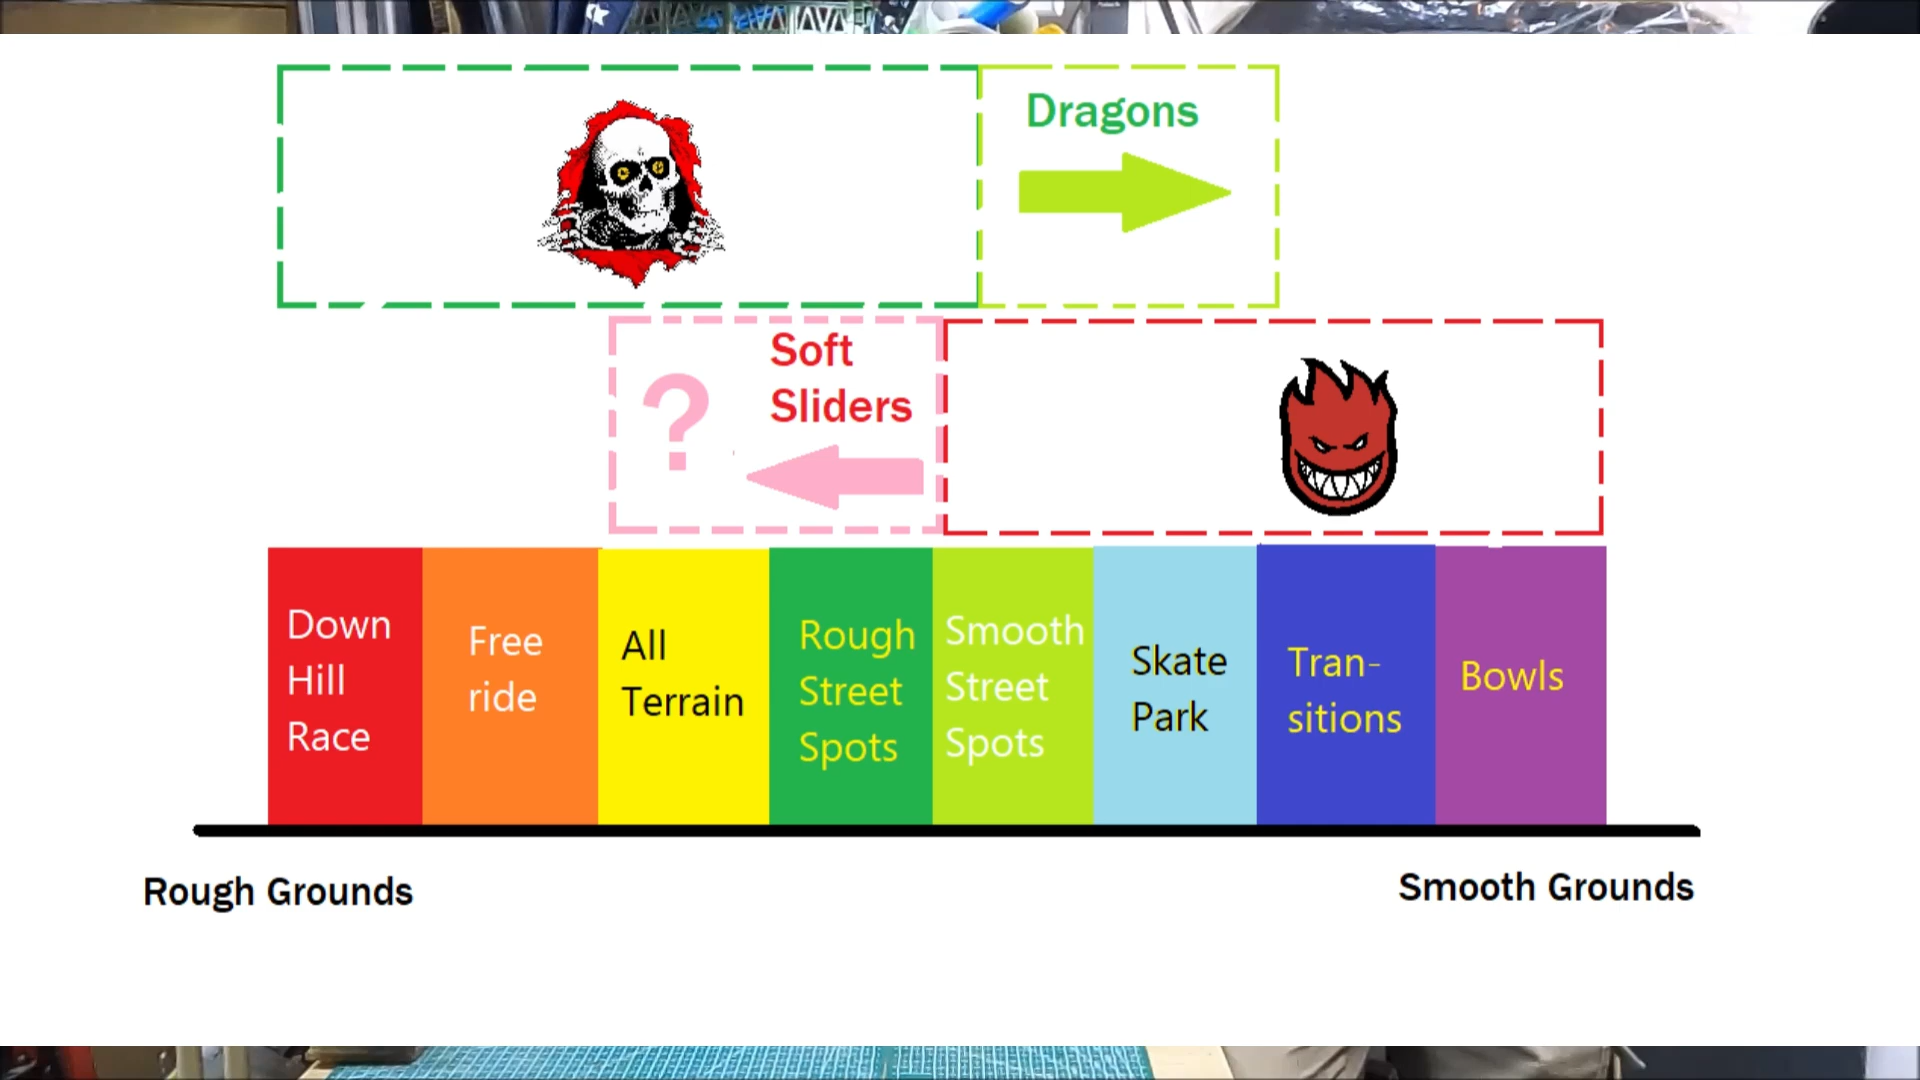 Dragons
?
Soft
Sliders
Down
Hill
Race
Free
ride
All
Terrain
Rough
Street
Spots
Smooth
Street
Spots
Skate
Park
Tran-
sitions
Bowls
Rough Grounds
Smooth Grounds